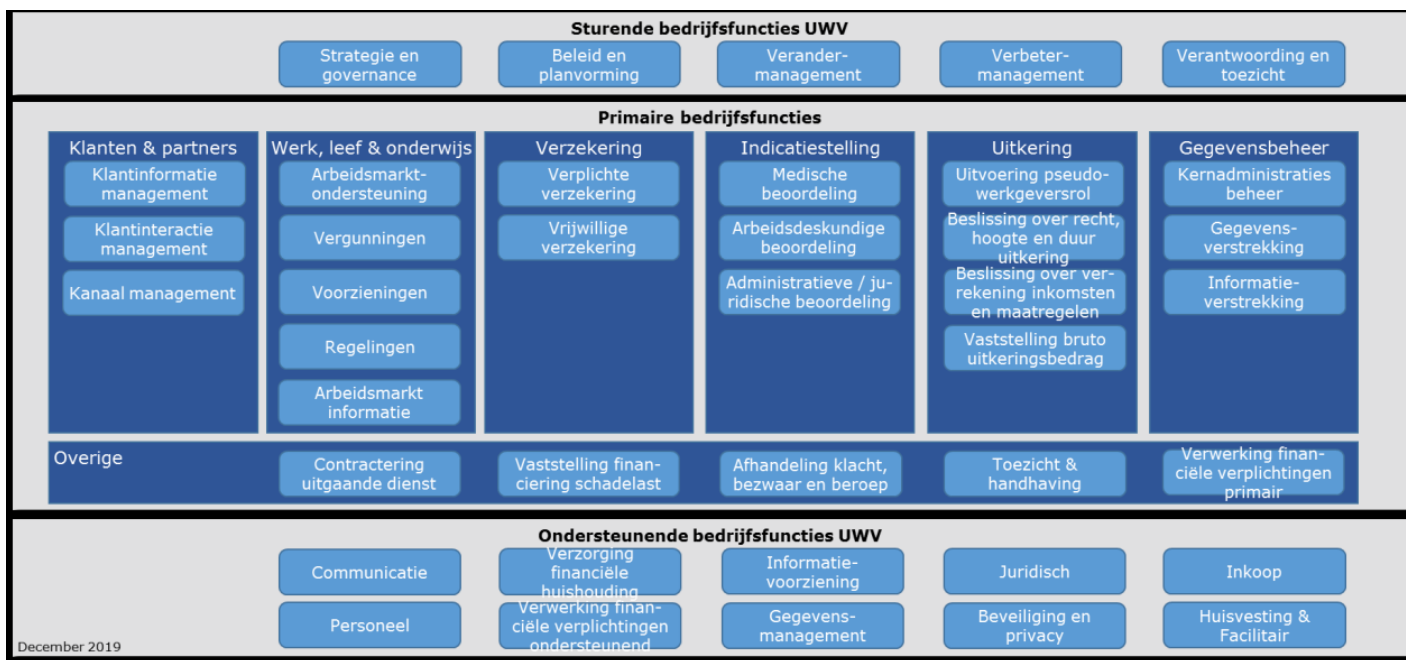 Sturende bedrijfsfuncties UWV
Strategie en
governance
Beleid en
planvorming
Verander-
management
Verbeter-
management
Verantwoording en
toezicht
Primaire bedrijfsfuncties
Klanten & partners
Klantinformatie
management
Klantinteractie
management
Kanaal management
Werk, leef & onderwijs
Arbeidsmarkt-
ondersteuning
Vergunningen
Voorzieningen
Regelingen
Arbeidsmarkt
informatie
Verzekering
Verplichte
verzekering
Vrijwillige
verzekering
Indicatiestelling
Medische
beoordeling
Arbeidsdeskundige
beoordeling
Administratieve / ju-
ridische beoordeling
Uitkering
Uitvoering pseudo-
werkgeversrol
Beslissing over recht,
hoogte en duur
uitkering
Beslissing over ver-
rekening inkomsten
en maatregelen
Vaststelling bruto
uitkeringsbedrag
Gegevensbeheer
Kernadministraties
beheer
Gegevens-
verstrekking
Informatie-
verstrekking
Overige
Contractering
uitgaande dienst
Vaststelling finan-
ciering schadelast
Afhandeling klacht,
bezwaar en beroep
Toezicht &
handhaving
Verwerking finan-
ciële verplichtingen
primair
Ondersteunende bedrijfsfuncties UWV
Communicatie
Verzorging
financiële
huishouding
Informatie-
voorziening
Juridisch
Inkoop
Personeel
Verwerking finan-
ciële verplichtingen
ondersteunend
Gegevens-
management
Beveiliging en
privacy
Huisvesting &
Facilitair
December 2019